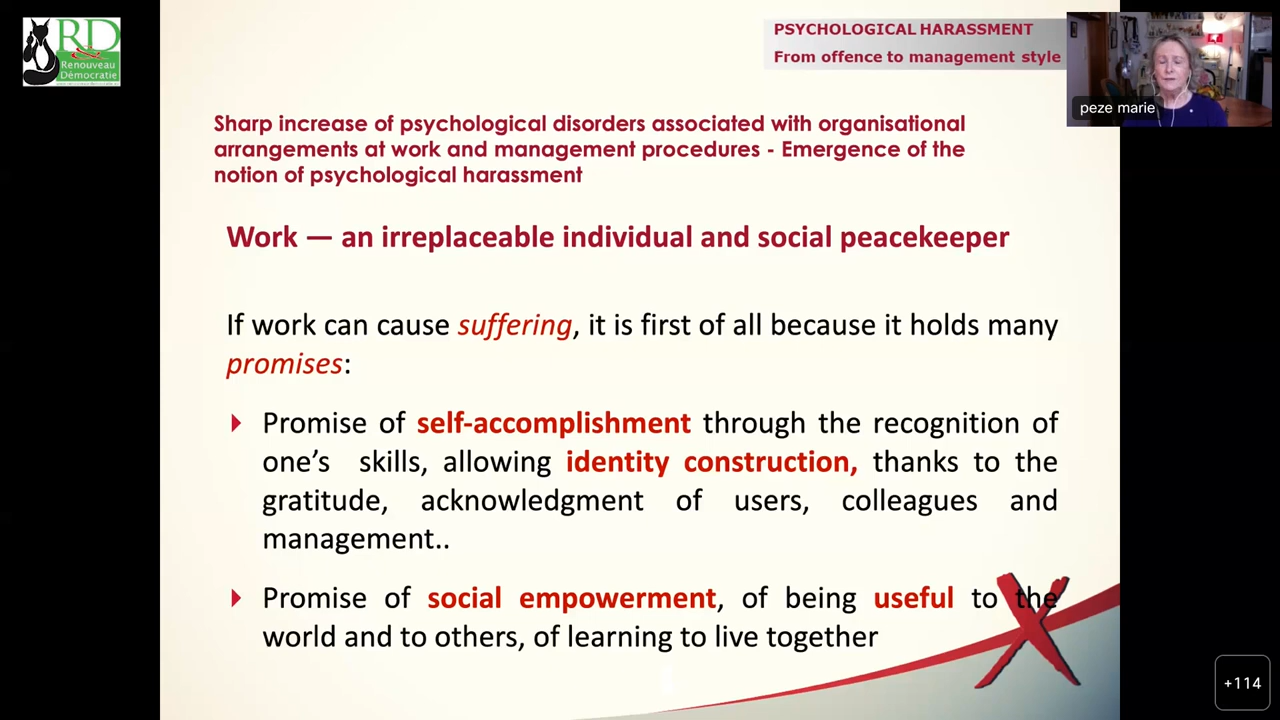 RD
Renouveau
Démocratie
PSYCHOLOGICAL HARASSMENT
From offence to management style
peze marie
Sharp increase of psychological disorders associated with organisational
arrangements at work and management procedures - Emergence of the
notion of psychological harassment
Work — an irreplaceable individual and social peacekeeper
If work can cause suffering, it is first of all because it holds many
promises:
Promise of self-accomplishment through the recognition of
one’s skills, allowing identity construction, thanks to the
gratitude, acknowledgment of users, colleagues and
management..
Promise of social empowerment, of being useful to the
world and to others, of learning to live together
+114